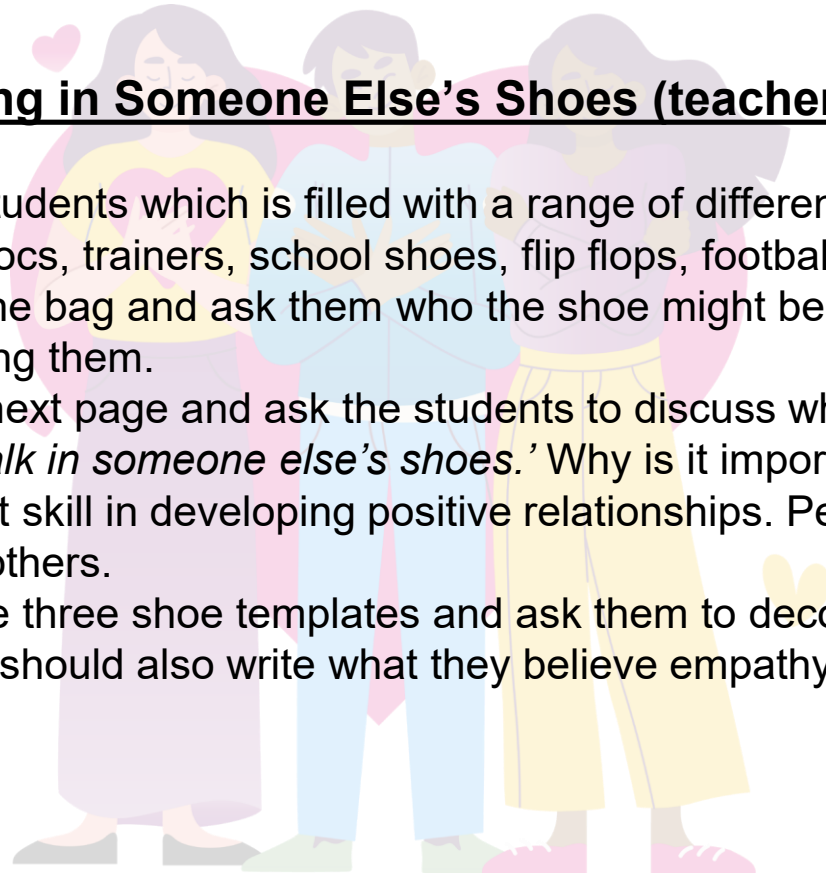 ng in Someone Else's Shoes (teacher
tudents which is filled with a range of differen
ocs, trainers, school shoes, flip flops, footbal
he bag and ask them who the shoe might be
ng them.
next page and ask the students to discuss wh
alk in someone else's shoes.' Why is it impor
t skill in developing positive relationships. Pe
others.
e three shoe templates and ask them to deco
should also write what they believe empathy